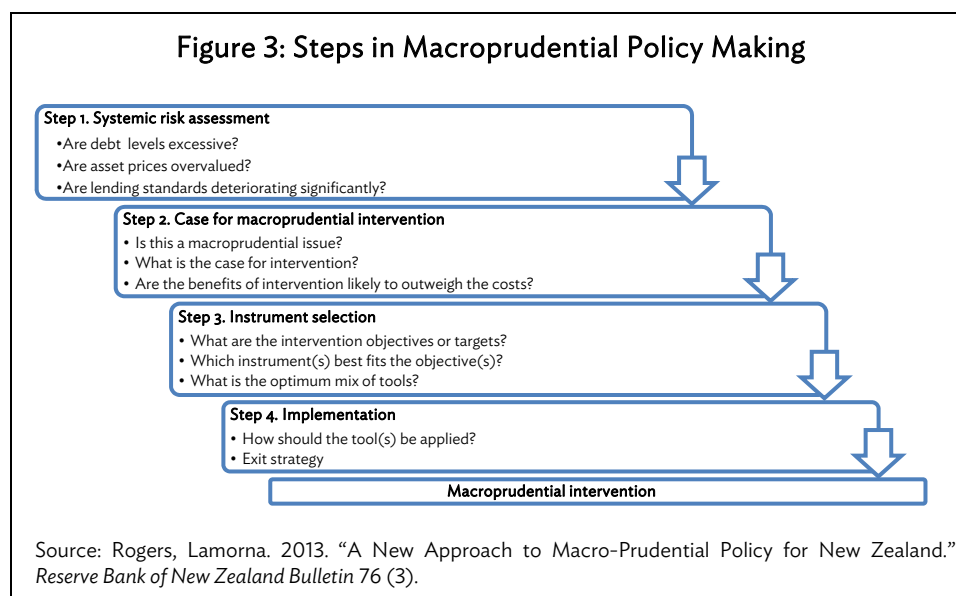 Figure 3: Steps in Macroprudential Policy Making
Step 1. Systemic risk assessment
•Are debt levels excessive?
•Are asset prices overvalued?
•Are lending standards deteriorating significantly?
Step 2. Case for macroprudential intervention
• Is this a macroprudential issue?
• What is the case for intervention?
• Are the benefits of intervention likely to outweigh the costs?
Step 3. Instrument selection
• What are the intervention objectives or targets?
• Which instrument(s) best fits the objective(s)?
• What is the optimum mix of tools?
Step 4. Implementation
• How should the tool(s) be applied?
• Exit strategy
Macroprudential intervention
Source: Rogers, Lamorna. 2013. “A New Approach to Macro-Prudential Policy for New Zealand.”
Reserve Bank of New Zealand Bulletin 76 (3).